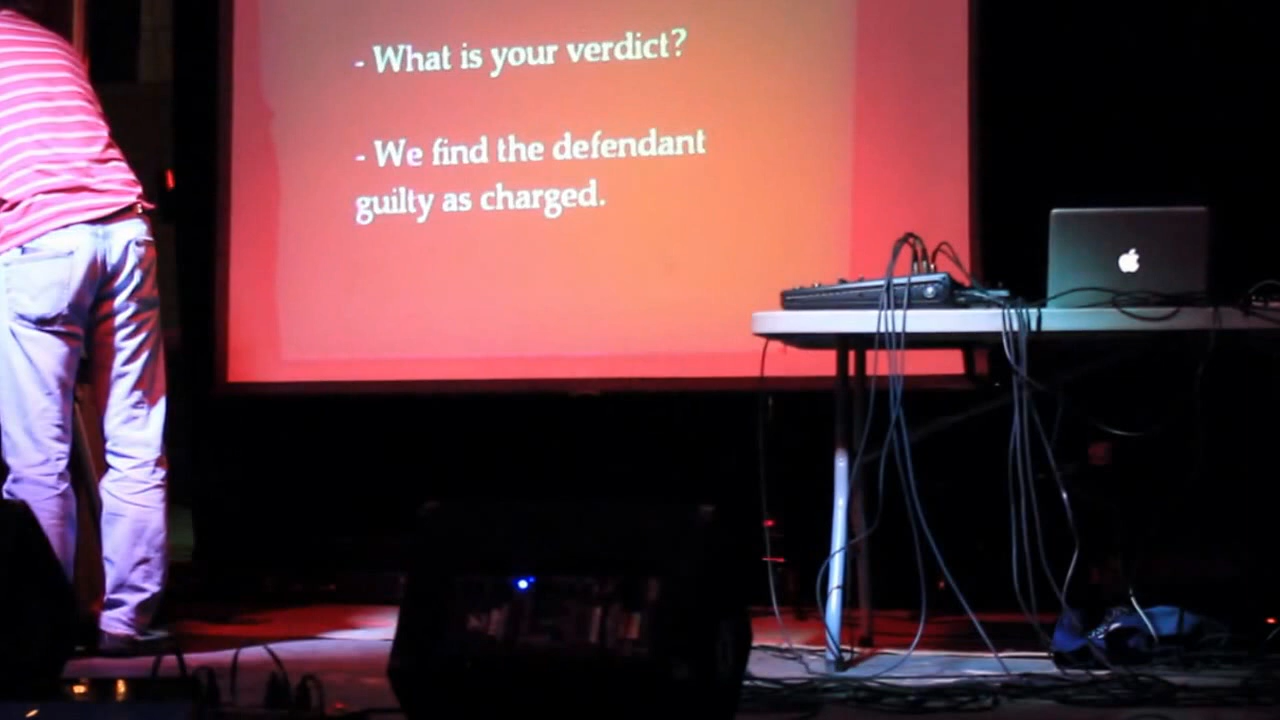 - What is your verdict?
- We find the defendant
guilty as charged.